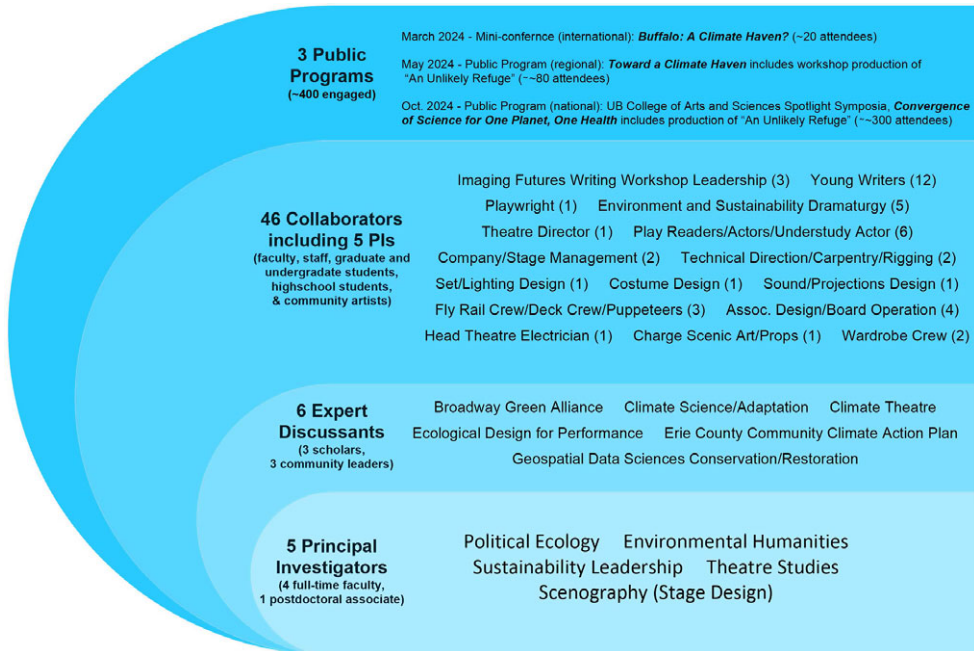 3 Public
Programs
(~400 engaged)
March 2024 - Mini-confernce (international): Buffalo: A Climate Haven? (~20 attendees)
May 2024 - Public Program (regional): Toward a Climate Haven includes workshop production of
“An Unlikely Refuge” (~~80 attendees)
Oct. 2024 - Public Program (national): UB College of Arts and Sciences Spotlight Symposia, Convergence
of Science for One Planet, One Health includes production of “An Unlikely Refuge” (~~300 attendees)
46 Collaborators
including 5 PIs
(faculty, staff, graduate and
undergradate students,
highschool students,
& community artists)
Imaging Futures Writing Workshop Leadership (3) Young Writers (12)
Playwright (1) Environment and Sustainability Dramaturgy (5)
Theatre Director (1) Play Readers/Actors/Understudy Actor (6)
Company/Stage Management (2) Technical Direction/Carpentry/Rigging (2)
Set/Lighting Design (1) Costume Design (1) Sound/Projections Design (1)
Fly Rail Crew/Deck Crew/Puppeteers (3) Assoc. Design/Board Operation (4)
Head Theatre Electrician (1) Charge Scenic Art/Props (1) Wardrobe Crew (2)
6 Expert
Discussants
(3 scholars,
3 community leaders)
Broadway Green Alliance Climate Science/Adaptation Climate Theatre
Ecological Design for Performance Erie County Community Climate Action Plan
Geospatial Data Sciences Conservation/Restoration
5 Principal
Investigators
(4 full-time faculty,
1 postdoctoral associate)
Political Ecology Environmental Humanities
Sustainability Leadership Theatre Studies
Scenography (Stage Design)